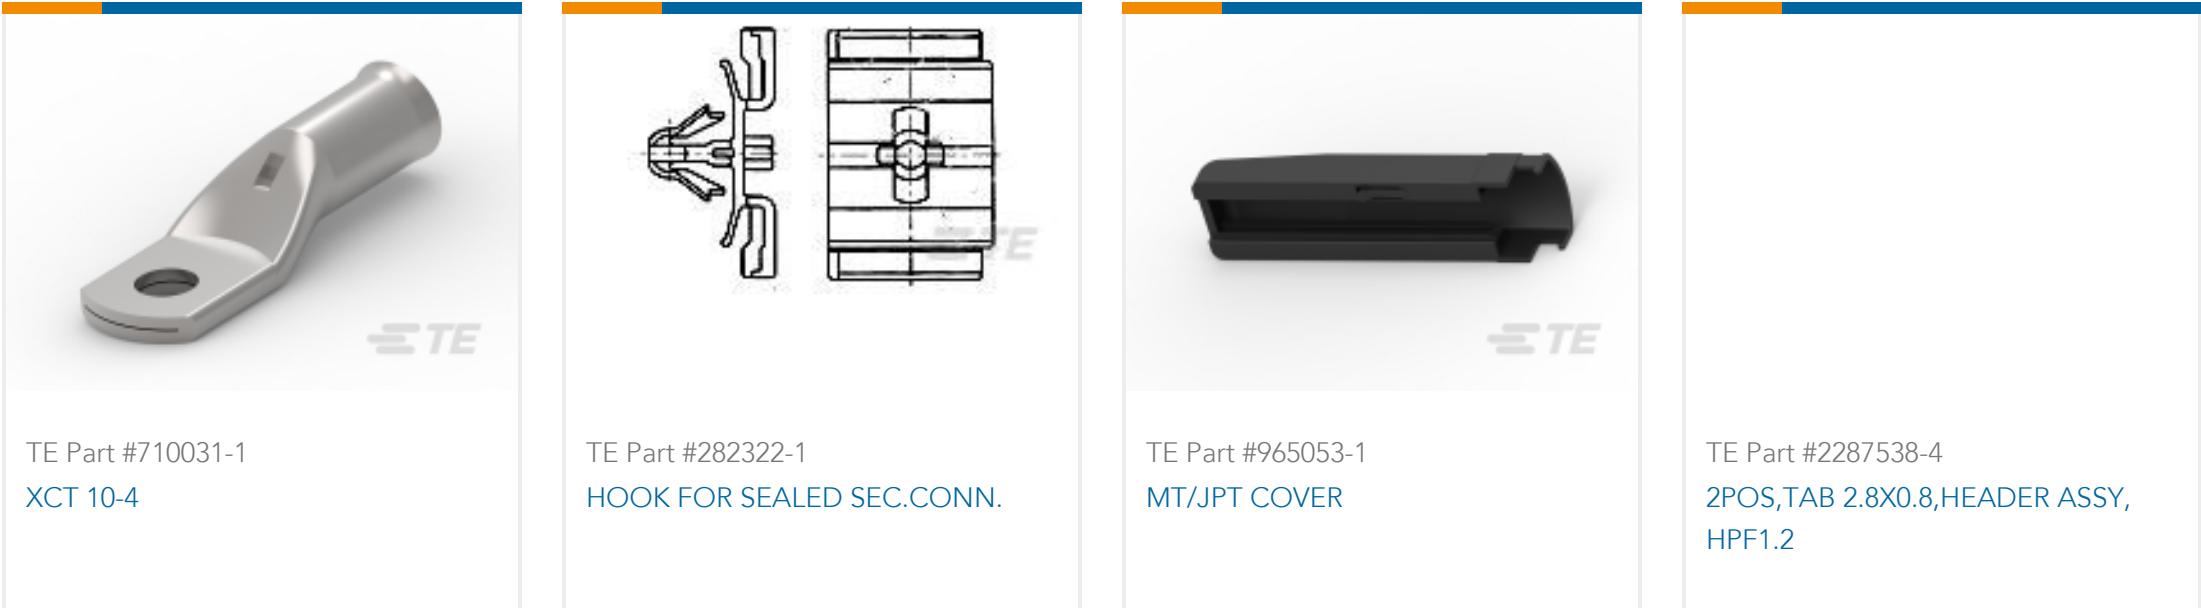 TE
TE
TE
TE Part #710031-1
XCT 10-4
TE Part #282322-1
HOOK FOR SEALED SEC.CONN.
TE Part #965053-1
MT/JPT COVER
TE Part #2287538-4
2POS,TAB 2.8X0.8,HEADER ASSY,
HPF1.2